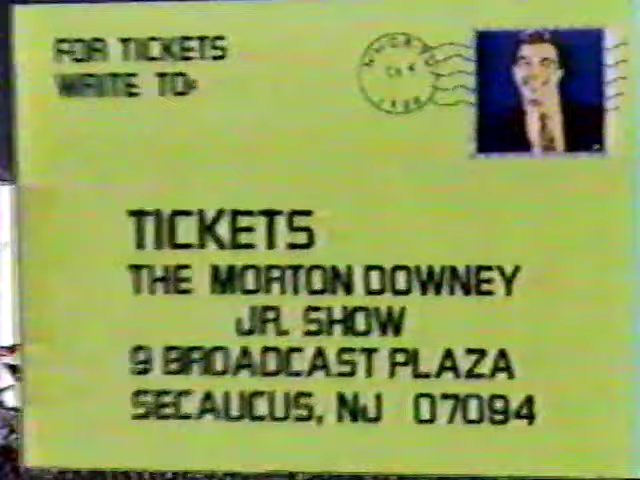 FOR TICKETS
WRITE TO:
TICKETS
THE MORTON DOWNEY
JR. SHOW
9 BROADCAST PLAZA
SECAUCUS, NJ 07094